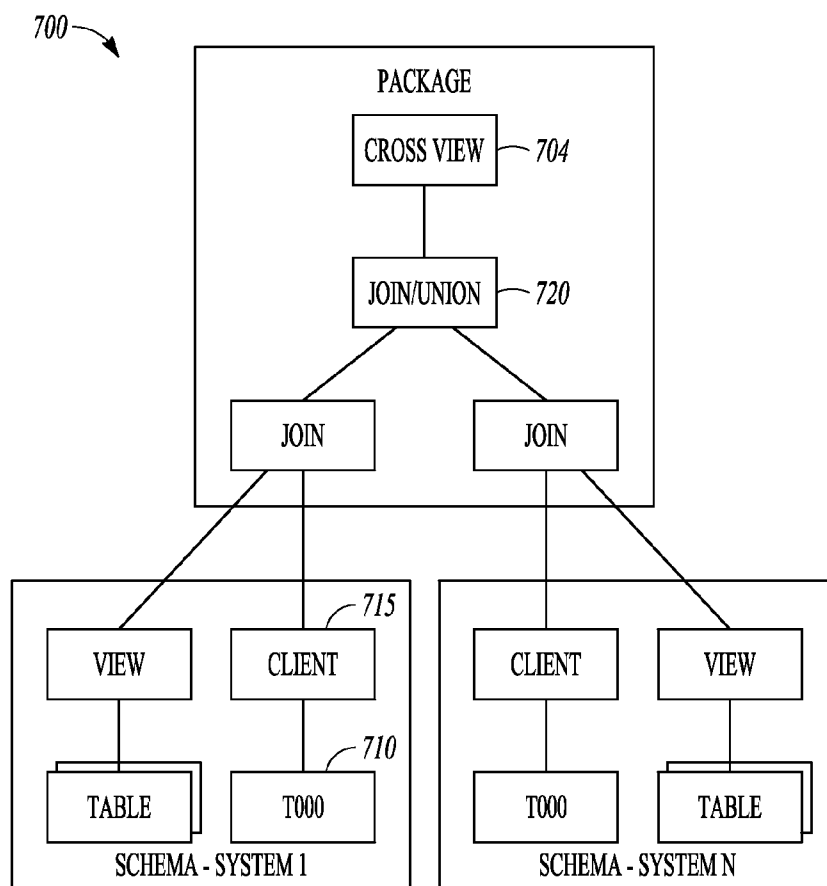 700
PACKAGE
CROSS VIEW 704
JOIN/UNION 720
JOIN JOIN
715
VIEW CLIENT CLIENT VIEW
710
TABLE T000 T000 TABLE
SCHEMA - SYSTEM 1 SCHEMA - SYSTEM N